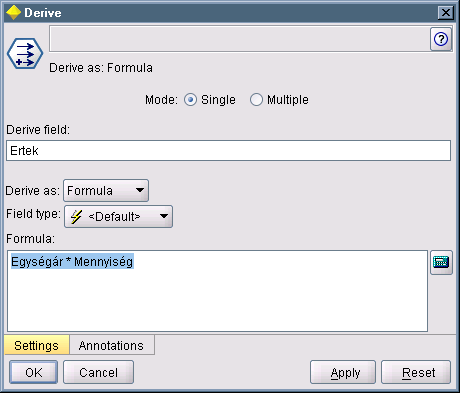 Derive
Derive as: Formula
Mode: Single Multiple
Derive field:
Ertek
Derive as: Formula
Field type: <Default>
Formula:
Egységár * Mennyiség
Settings Annotations
OK Cancel Apply Reset